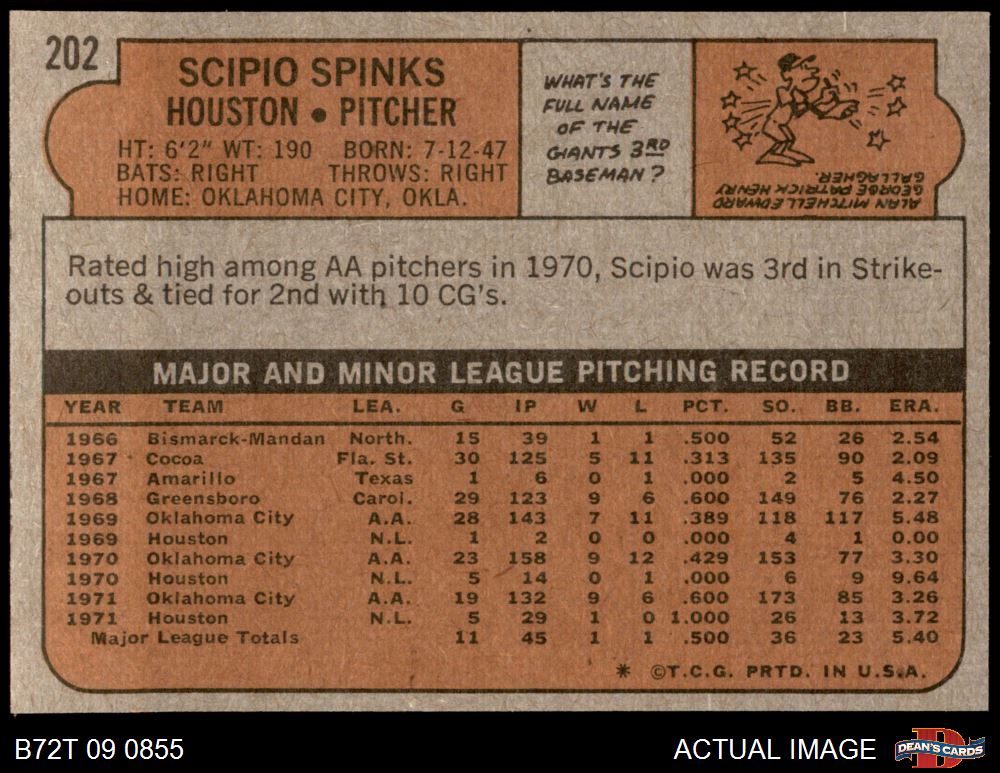 202
SCIPIO SPINKS
HOUSTON • PITCHER
HT: 6'2" WT: 190 BORN: 7-12-47
BATS: RIGHT THROWS: RIGHT
HOME: OKLAHOMA CITY, OKLA.
WHAT'S THE
FULL NAME
OF THE
GIANTS 3RD
BASEMAN?
ALAN MITCHELL EDWARD
GEORGE PATRICK HENRY
GALLAGHER.
Rated high among AA pitchers in 1970, Scipio was 3rd in Strike-
outs & tied for 2nd with 10 CG's.
MAJOR AND MINOR LEAGUE PITCHING RECORD
YEAR TEAM LEA. G IP W L PCT. SO. BB. ERA.
1966 Bismarck-Mandan North. 15 39 1 1 .500 52 26 2.54
1967 Cocoa Fla. St. 30 125 5 11 .313 135 90 2.09
1967 Amarillo Texas 1 6 0 1 .000 2 5 4.50
1968 Greensboro Carol. 29 123 9 6 .600 149 76 2.27
1969 Oklahoma City A.A. 28 143 7 11 .389 118 117 5.48
1969 Houston N.L. 1 2 0 0 .000 4 1 0.00
1970 Oklahoma City A.A. 23 158 9 12 .429 153 77 3.30
1970 Houston N.L. 5 14 0 1 .000 6 9 9.64
1971 Oklahoma City A.A. 19 132 9 6 .600 173 85 3.26
1971 Houston N.L. 5 29 1 0 1.000 26 13 3.72
Major League Totals 11 45 1 1 .500 36 23 5.40
* ©T.C.G. PRTD. IN U.S.A.
B72T 09 0855
ACTUAL IMAGE
DEAN'S CARDS